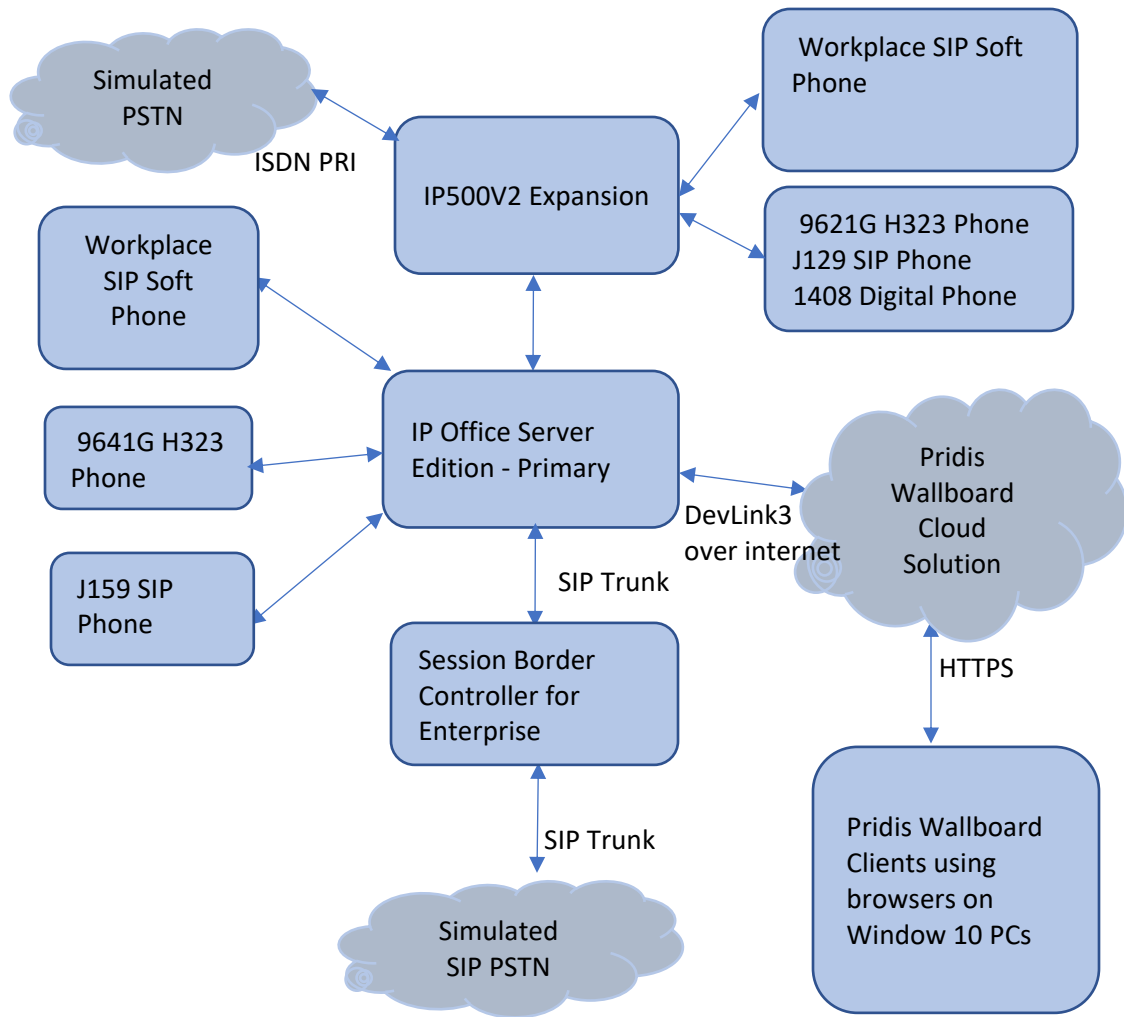 Simulated
PSTN
ISDN PRI
IP500V2 Expansion
Workplace SIP Soft
Phone
9621G H323 Phone
J129 SIP Phone
1408 Digital Phone
Workplace
SIP Soft
Phone
9641G H323
Phone
J159 SIP
Phone
IP Office Server
Edition - Primary
DevLink3
over internet
Pridis
Wallboard
Cloud
Solution
SIP Trunk
Session Border
Controller for
Enterprise
HTTPS
SIP Trunk
Simulated
SIP PSTN
Pridis Wallboard
Clients using
browsers on
Window 10 PCs